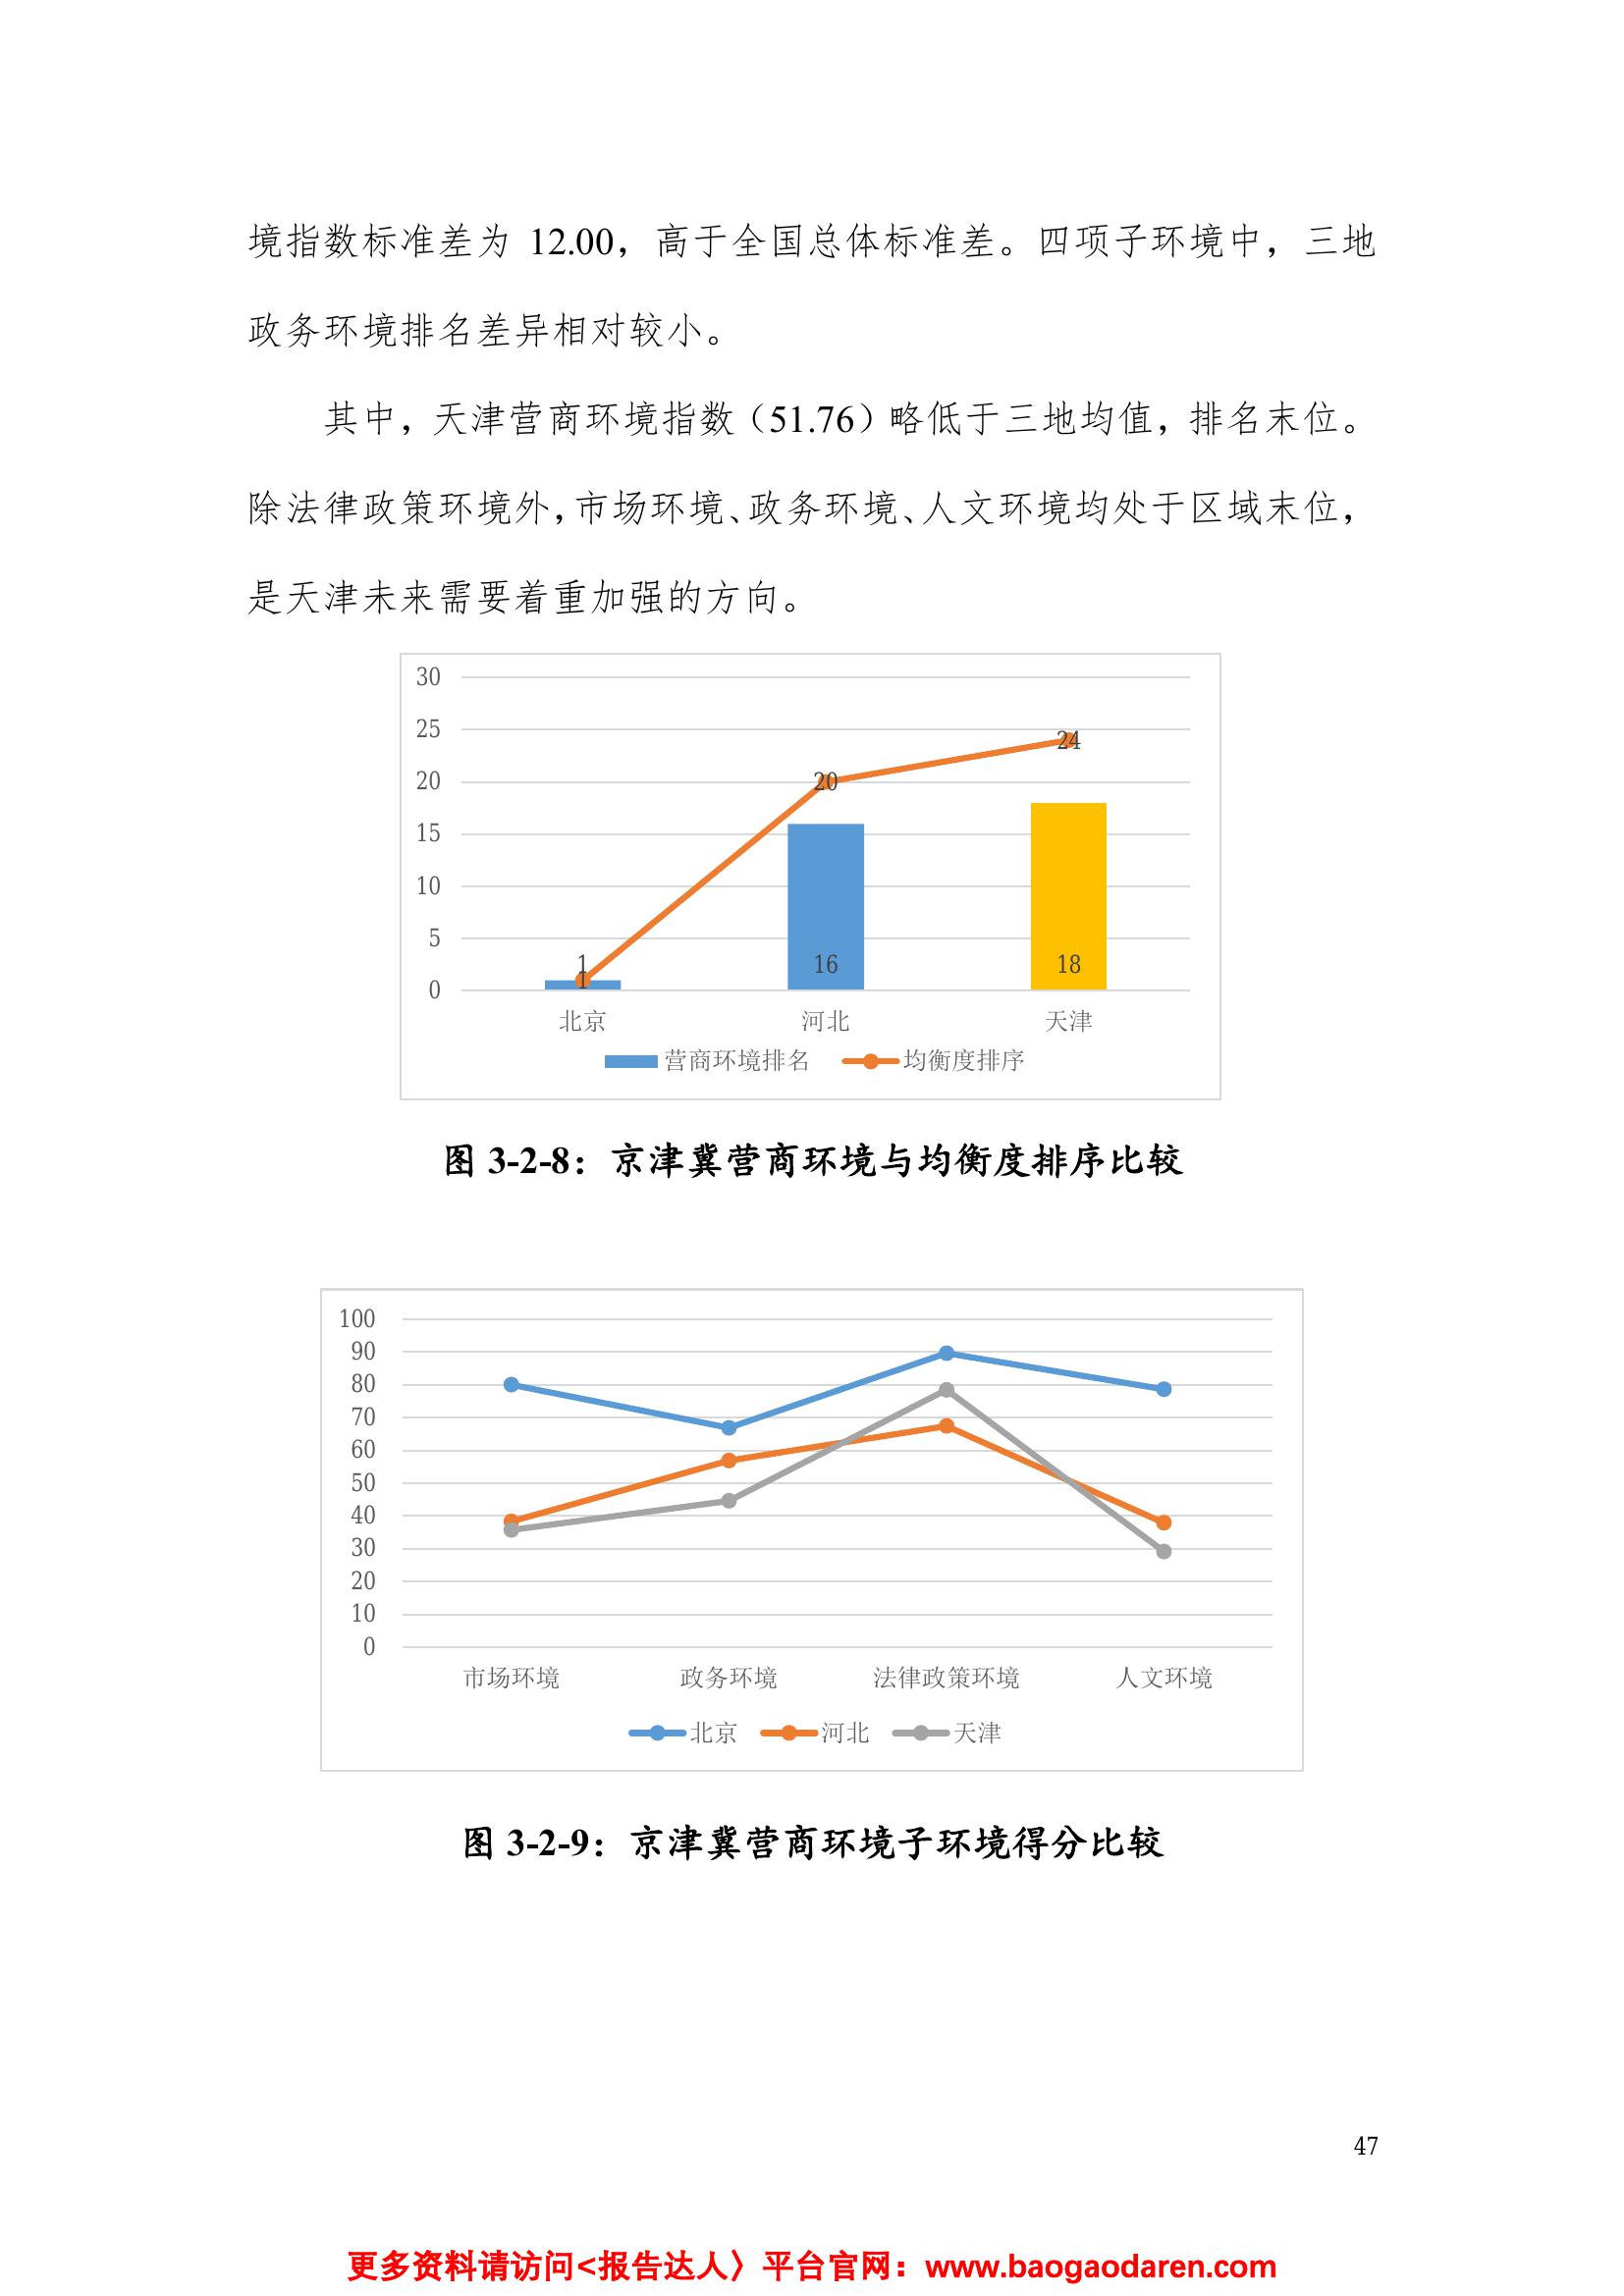 境指数标准差为 12.00，高于全国总体标准差。四项子环境中，三地
政务环境排名差异相对较小。
其中，天津营商环境指数（51.76）略低于三地均值，排名末位。
除法律政策环境外，市场环境、政务环境、人文环境均处于区域末位，
是天津未来需要着重加强的方向。
30
25
20
15
10
5
0
1
1
20
16
24
18
北京 河北 天津
营商环境排名 均衡度排序
图 3-2-8：京津冀营商环境与均衡度排序比较
100
90
80
70
60
50
40
30
20
10
0
市场环境 政务环境 法律政策环境 人文环境
北京 河北 天津
图 3-2-9：京津冀营商环境子环境得分比较
47
更多资料请访问<报告达人〉平台官网：www.baogaodaren.com